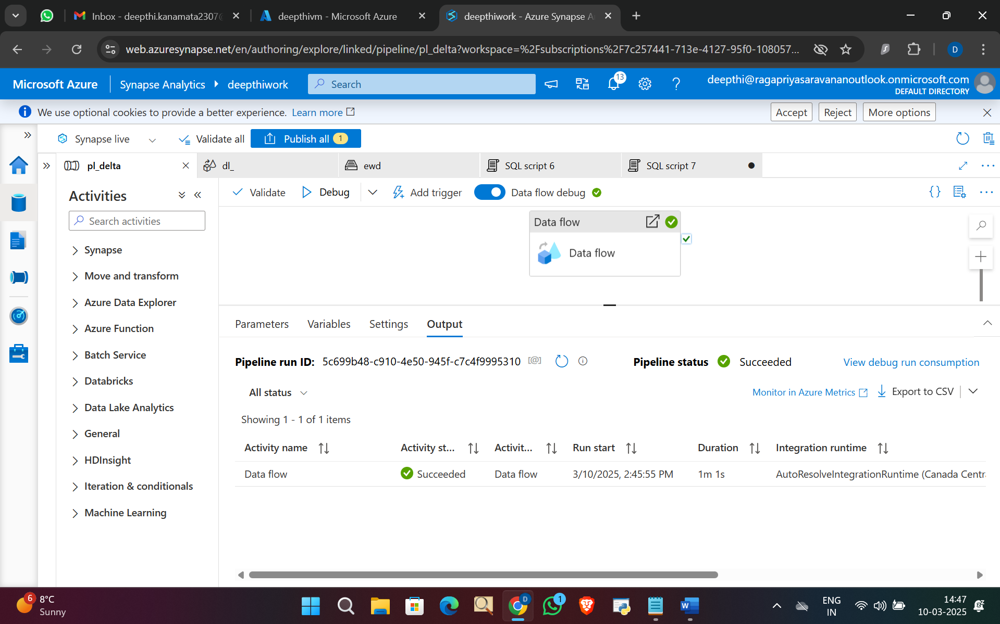 Inbox - deepthi.kanamata2307@
deepthivm - Microsoft Azure
deepthiwork - Azure Synapse A
web.azuresynapse.net/en/authoring/explore/linked/pipeline/pl_delta?workspace=%2Fsubscriptions%2F7c257441-713e-4127-95f0-108057...
D
Microsoft Azure
Synapse Analytics
deepthiwork
Search
13
deepthi@ragapriyasaravananoutlook.onmicrosoft.com
DEFAULT DIRECTORY
We use optional cookies to provide a better experience. Learn more
Accept
Reject
More options
Synapse live
Validate all
Publish all 1
pl_delta
dl_
ewd
SQL script 6
SQL script 7
Activities
Validate
Debug
Add trigger
Data flow debug
Search activities
Data flow
Data flow
Synapse
Move and transform
Azure Data Explorer
Azure Function
Batch Service
Databricks
Data Lake Analytics
General
HDInsight
Iteration & conditionals
Machine Learning
Parameters
Variables
Settings
Output
Pipeline run ID: 5c699b48-c910-4e50-945f-c7c4f9995310 [@]
Pipeline status Succeeded
View debug run consumption
All status
Monitor in Azure Metrics
Export to CSV
Showing 1 - 1 of 1 items
Activity name Activity st... Activit... Run start Duration Integration runtime
Data flow Succeeded Data flow 3/10/2025, 2:45:55 PM 1m 1s AutoResolveIntegrationRuntime (Canada Centr
6
8°C
Sunny
D
1
ENG
IN
14:47
10-03-2025